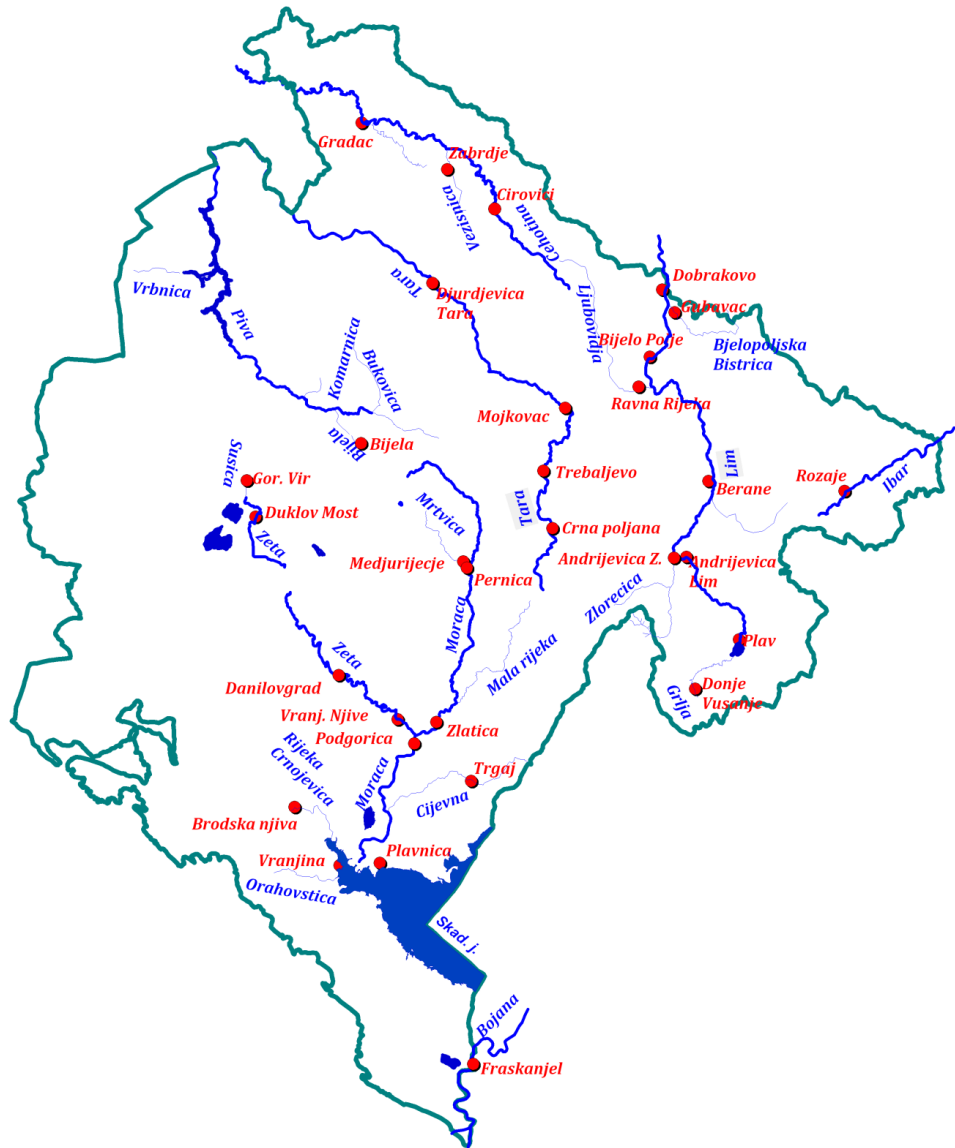 Gradac
Zabrdje
Vezisnica
Cirovici
Cehotina
Dobrakovo
Gubavac
Tara
Djurdjevica
Tara
Vrbnica
Ljubovidja
Bjelopoljska
Bistrica
Piva
Komarnica
Bukovica
Bijelo Polje
Ravna Rijeka
Mojkovac
Bijela
Bijela
Susica
Gor. Vir
Trebaljevo
Lim
Berane
Rozaje
Ibar
Duklov Most
Mrtvica
Tara
Crna poljana
Zeta
Medjurijecje
Pernica
Andrijevica Z.
Andrijevica
Lim
Zlorecica
Moraca
Plav
Zeta
Mala rijeka
Danilovgrad
Grlja
Donje
Vusanje
Vranj. Njive
Podgorica
Zlatica
Rijeka
Crnojevica
Moraca
Trgaj
Cijevna
Brodska njiva
Vranjina
Plavnica
Orahovstica
Skad. j.
Bojana
Fraskanjel